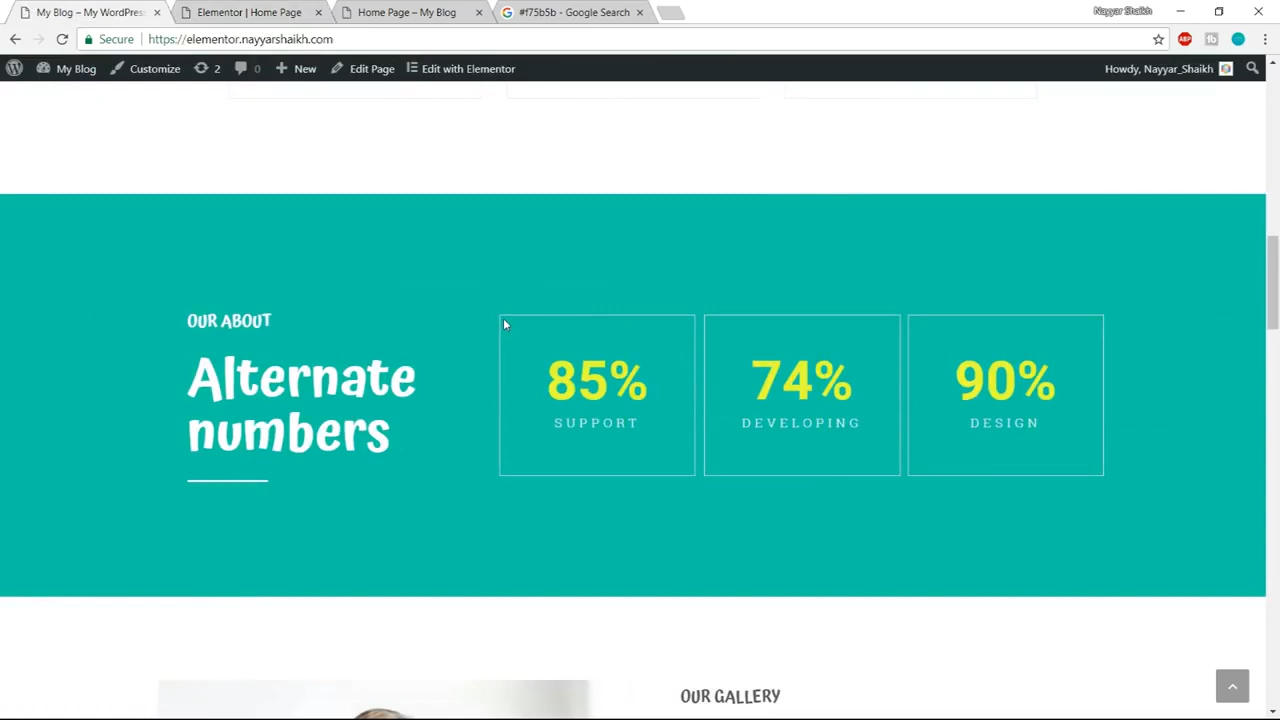 My Blog – My WordPress
Elementor | Home Page
Home Page – My Blog
#f75b5b - Google Search
Nayyar Shaikh
Secure
https://elementor.nayyarshaikh.com
ABP
My Blog
Customize
2
0
New
Edit Page
Edit with Elementor
Howdy, Nayyar_Shaikh
OUR ABOUT
Alternate
numbers
85%
SUPPORT
74%
DEVELOPING
90%
DESIGN
OUR GALLERY